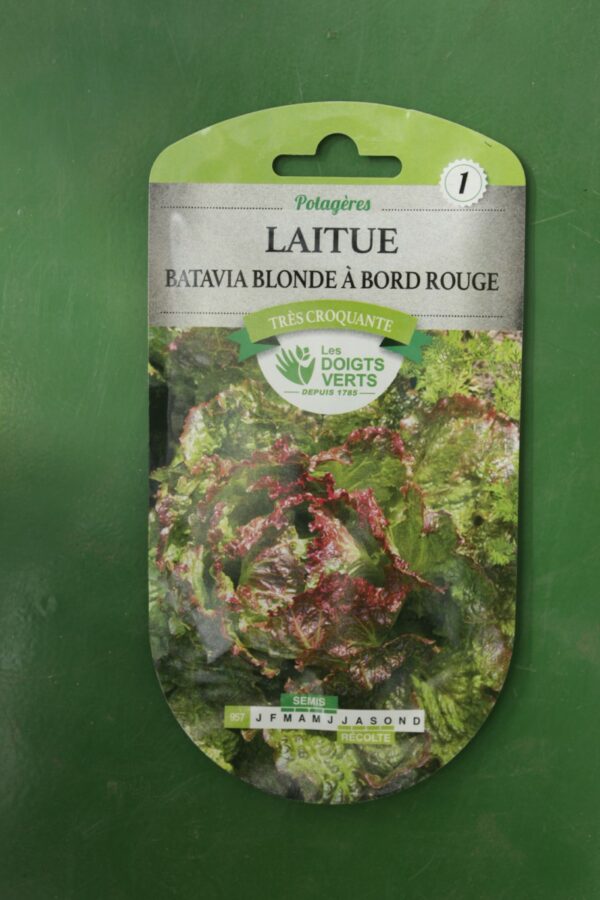 1
Potagères
LAITUE
BATAVIA BLONDE À BORD ROUGE
TRÈS CROQUANTE
Les
DOIGTS
VERTS
DEPUIS 1785
SEMIS
957 J F M A M J J A S O N D
RÉCOLTE